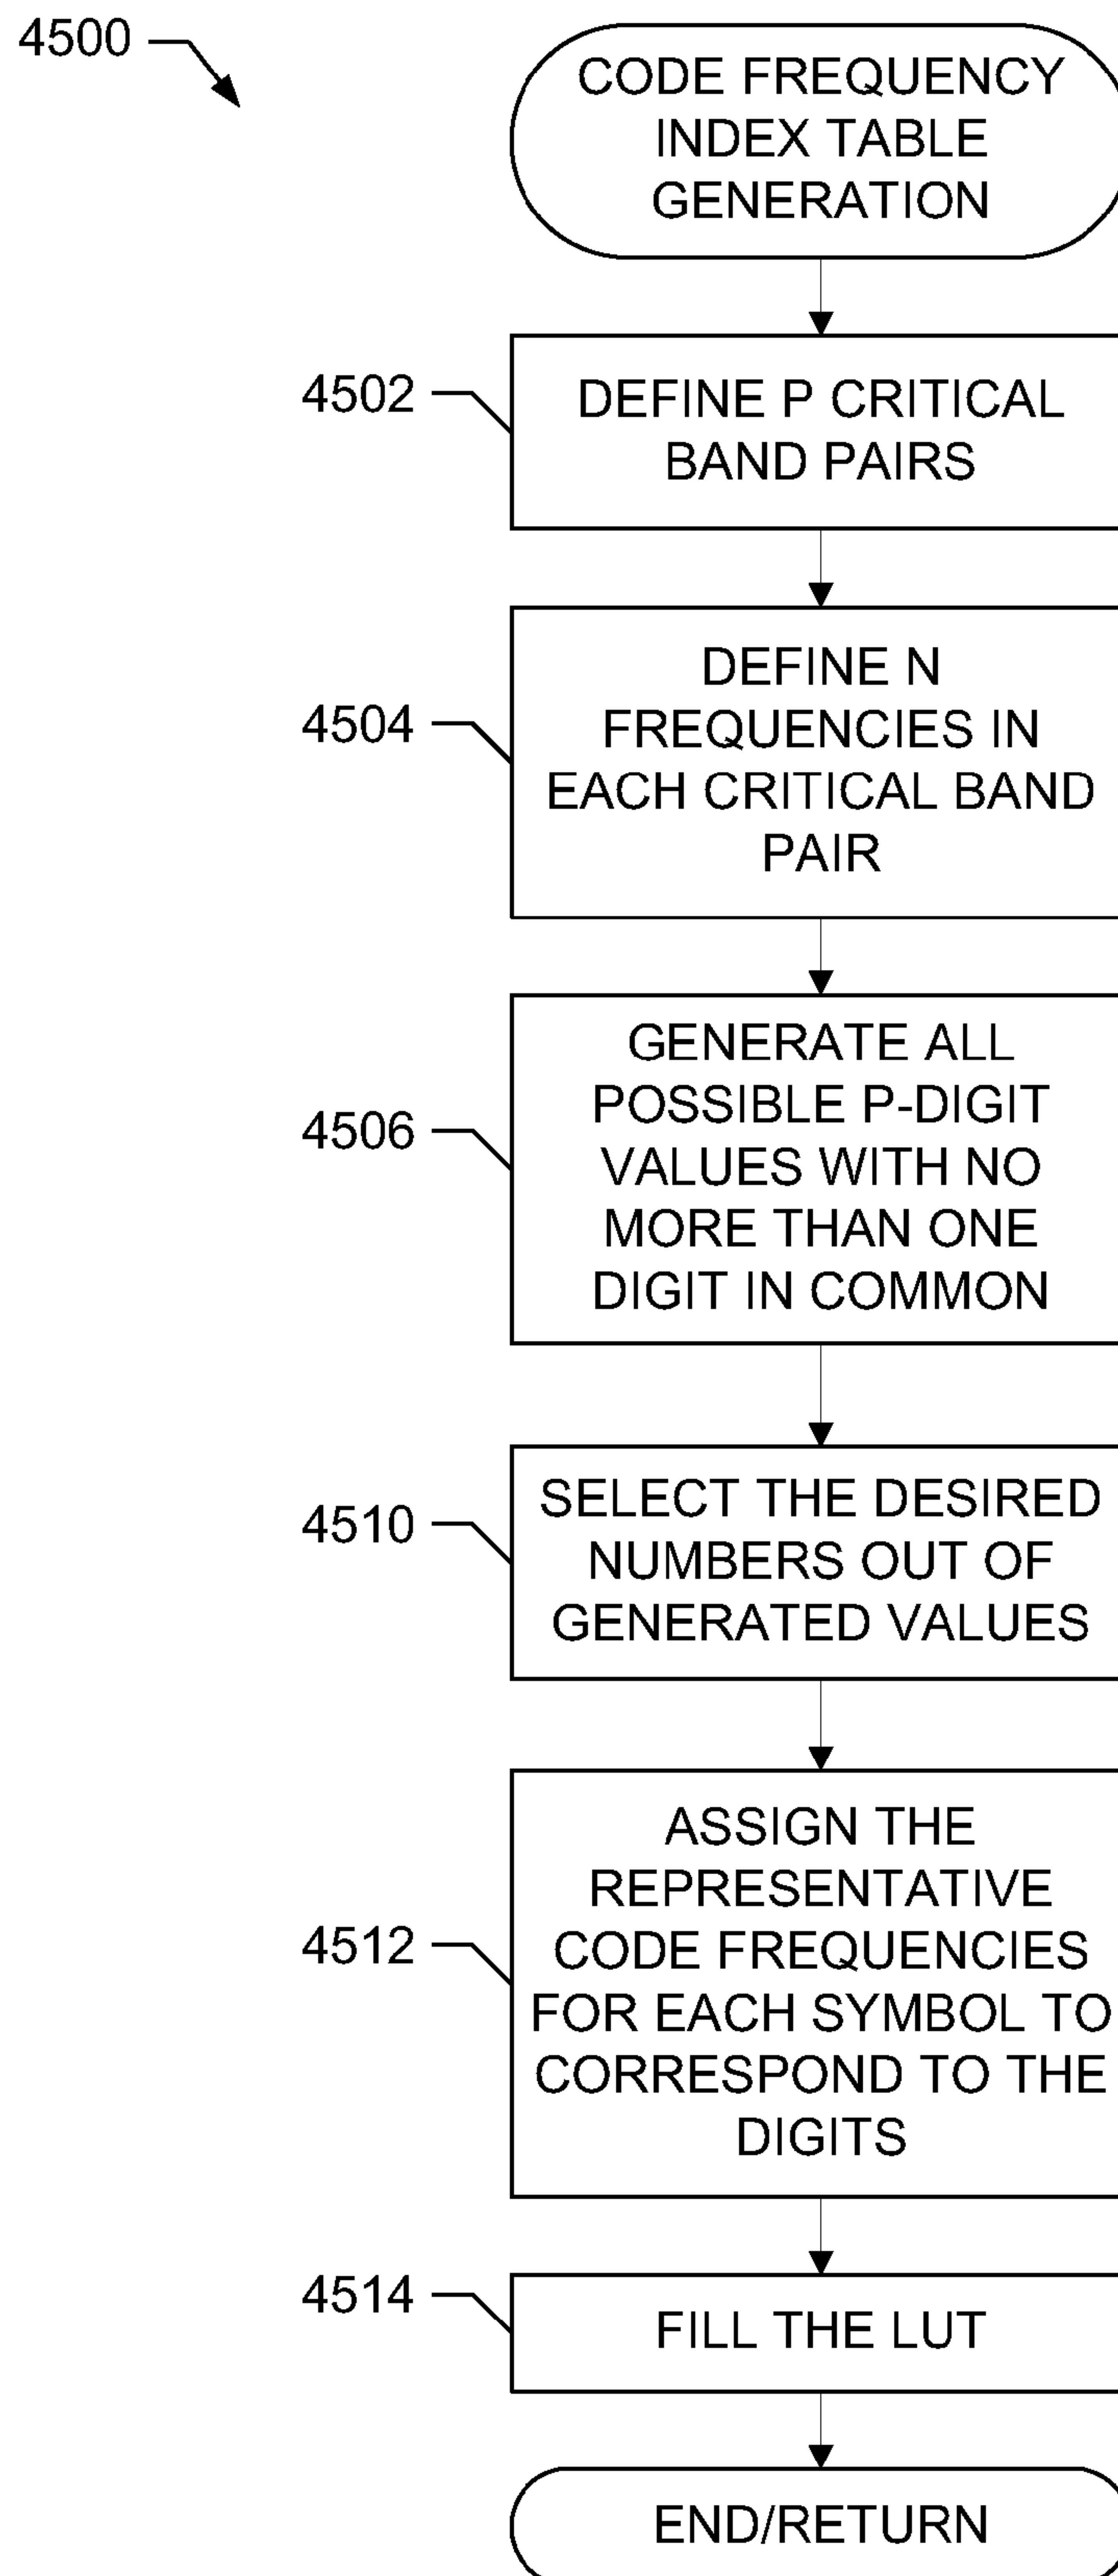 4500
CODE FREQUENCY
INDEX TABLE
GENERATION
4502
DEFINE P CRITICAL
BAND PAIRS
4504
DEFINE N
FREQUENCIES IN
EACH CRITICAL BAND
PAIR
4506
GENERATE ALL
POSSIBLE P-DIGIT
VALUES WITH NO
MORE THAN ONE
DIGIT IN COMMON
4510
SELECT THE DESIRED
NUMBERS OUT OF
GENERATED VALUES
4512
ASSIGN THE
REPRESENTATIVE
CODE FREQUENCIES
FOR EACH SYMBOL TO
CORRESPOND TO THE
DIGITS
4514
FILL THE LUT
END/RETURN